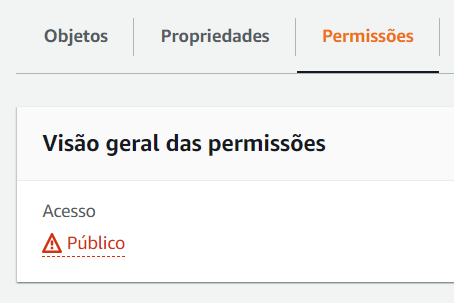 Objetos Propriedades Permissões
Visão geral das permissões
Acesso
Público